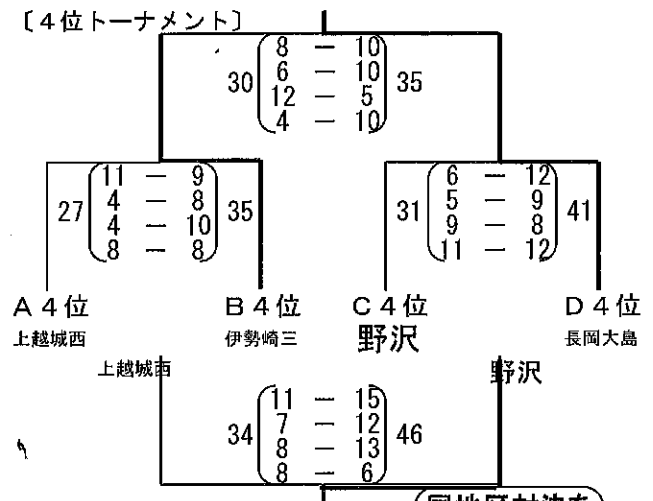 〔４位トーナメント〕
30 8 － 10 35
6 － 10
12 － 5
4 － 10
27 11 － 9 35
4 － 8
4 － 10
8 － 8
31 6 － 12 41
5 － 9
9 － 8
11 － 12
A４位 B４位 C４位 D４位
上越城西 伊勢崎三 野沢 長岡大島
上越城西 野沢
34 11 － 15 46
7 － 12
8 － 13
8 － 6